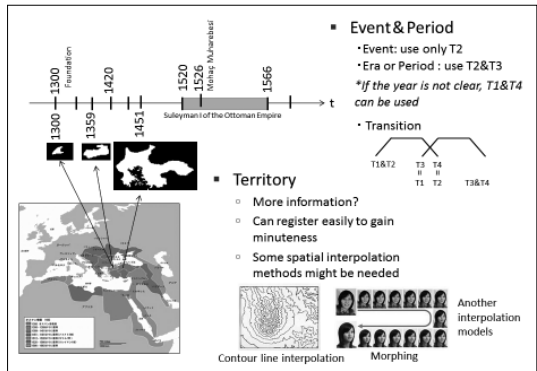 1300
Foundation
1420
1520
1526
Mohaç Muharebesi
1566
t
1300
1359
1451
Suleyman I of the Ottoman Empire
▪ Event&Period
・Event: use only T2
・Era or Period : use T2&T3
*If the year is not clear, T1&T4
can be used
・Transition
T1&T2
T3
T4
=
=
T1
T2
T3&T4
▪ Territory
○ More information?
○ Can register easily to gain
minuteness
○ Some spatial interpolation
methods might be needed
Contour line interpolation
Morphing
Another
interpolation
models